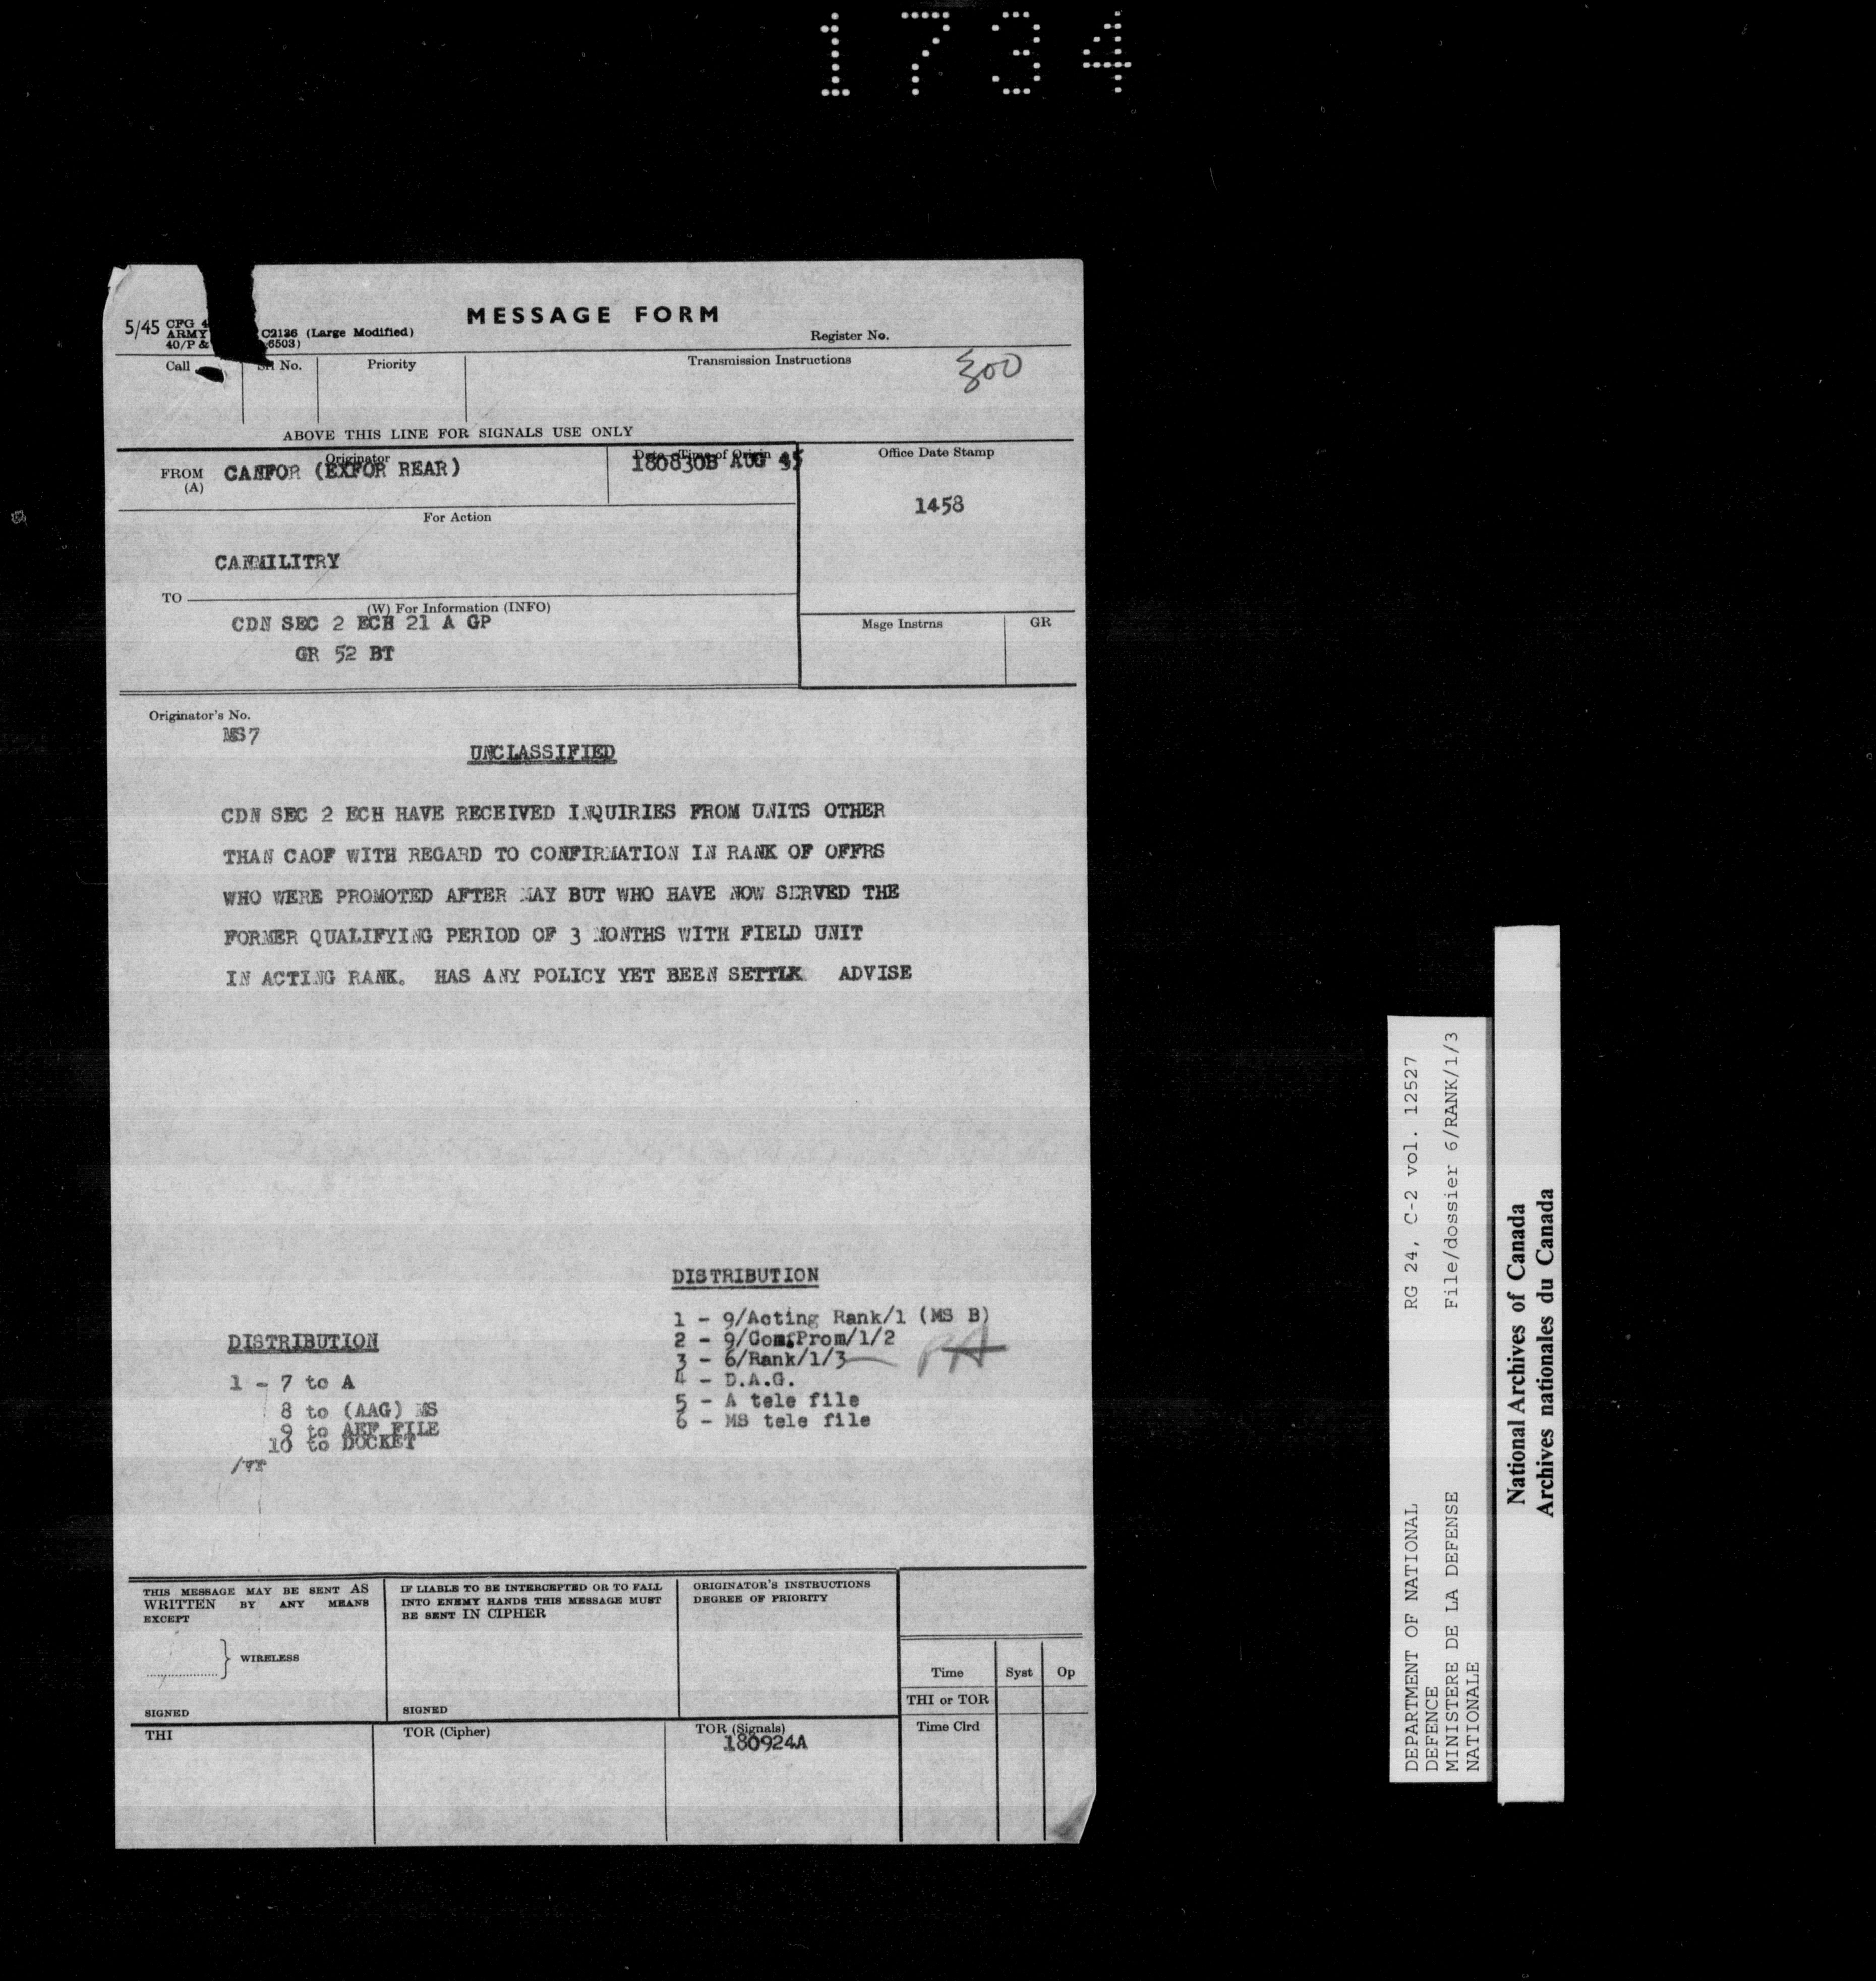 1734
MESSAGE FORM
5/45 CFG 4 C2136 (Large Modified)
ARMY
40/P & 6503)
Register No.
Call No. Priority Transmission Instructions
300
ABOVE THIS LINE FOR SIGNALS USE ONLY
Originator Date-Time of Origin Office Date Stamp
FROM (A) CANFOR (EXFOR REAR) 180830B AUG 45
1458
For Action
CANMILITRY
TO
(W) For Information (INFO)
CDN SEC 2 ECH 21 A GP
GR 52 BT
Msge Instrns GR
Originator's No.
MS7
UNCLASSIFIED
CDN SEC 2 ECH HAVE RECEIVED INQUIRIES FROM UNITS OTHER
THAN CAOF WITH REGARD TO CONFIRMATION IN RANK OF OFFRS
WHO WERE PROMOTED AFTER MAY BUT WHO HAVE NOW SERVED THE
FORMER QUALIFYING PERIOD OF 3 MONTHS WITH FIELD UNIT
IN ACTING RANK. HAS ANY POLICY YET BEEN ADVISE
DISTRIBUTION
1 - 9/Acting Rank/1 (MS B)
2 - 9/Com.Prom/1/2
3 - 6/Rank/1/3
4 - D.A.G.
5 - A tele file
6 - MS tele file
PA
DISTRIBUTION
1 - 7 to A
8 to (AAG) MS
9 to AEF FILE
10 to DOCKET
THIS MESSAGE MAY BE SENT AS
WRITTEN BY ANY MEANS
EXCEPT
WIRELESS
SIGNED
IF LIABLE TO BE INTERCEPTED OR TO FALL
INTO ENEMY HANDS THIS MESSAGE MUST
BE SENT IN CIPHER
SIGNED
ORIGINATOR'S INSTRUCTIONS
DEGREE OF PRIORITY
Time Syst Op
THI or TOR
Time Clrd
THI
TOR (Cipher)
TOR (Signals)
180924A
DEPARTMENT OF NATIONAL RG 24, C-2 vol. 12527
DEFENCE
MINISTERE DE LA DEFENSE File/dossier 6/RANK/1/3
NATIONALE
National Archives of Canada
Archives nationales du Canada